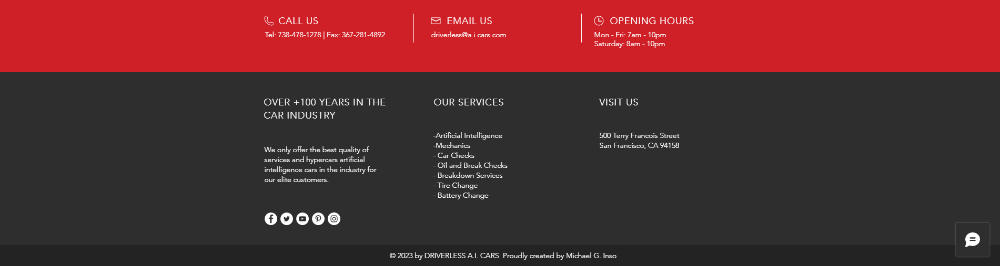 CALL US
Tel: 738-478-1278 | Fax: 367-281-4892
EMAIL US
driverless@a.i.cars.com
OPENING HOURS
Mon - Fri: 7am - 10pm
Saturday: 8am - 10pm
OVER +100 YEARS IN THE
CAR INDUSTRY
We only offer the best quality of
services and hypercars artificial
intelligence cars in the industry for
our elite customers.
OUR SERVICES
-Artificial Intelligence
-Mechanics
- Car Checks
- Oil and Break Checks
- Breakdown Services
- Tire Change
- Battery Change
VISIT US
500 Terry Francois Street
San Francisco, CA 94158
© 2023 by DRIVERLESS A.I. CARS  Proudly created by Michael G. Inso